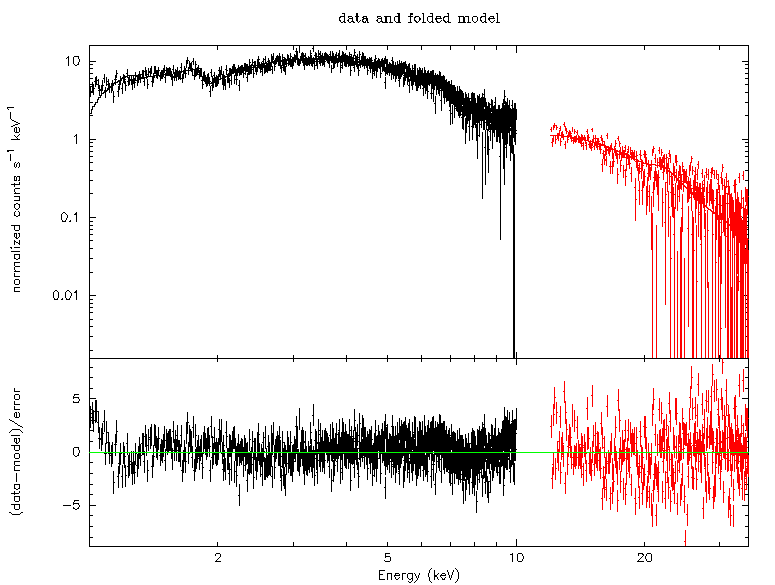 data and folded model
normalized counts s⁻¹ keV⁻¹
10
1
0.1
0.01
(data−model)/error
5
0
−5
2
5
10
20
Energy (keV)